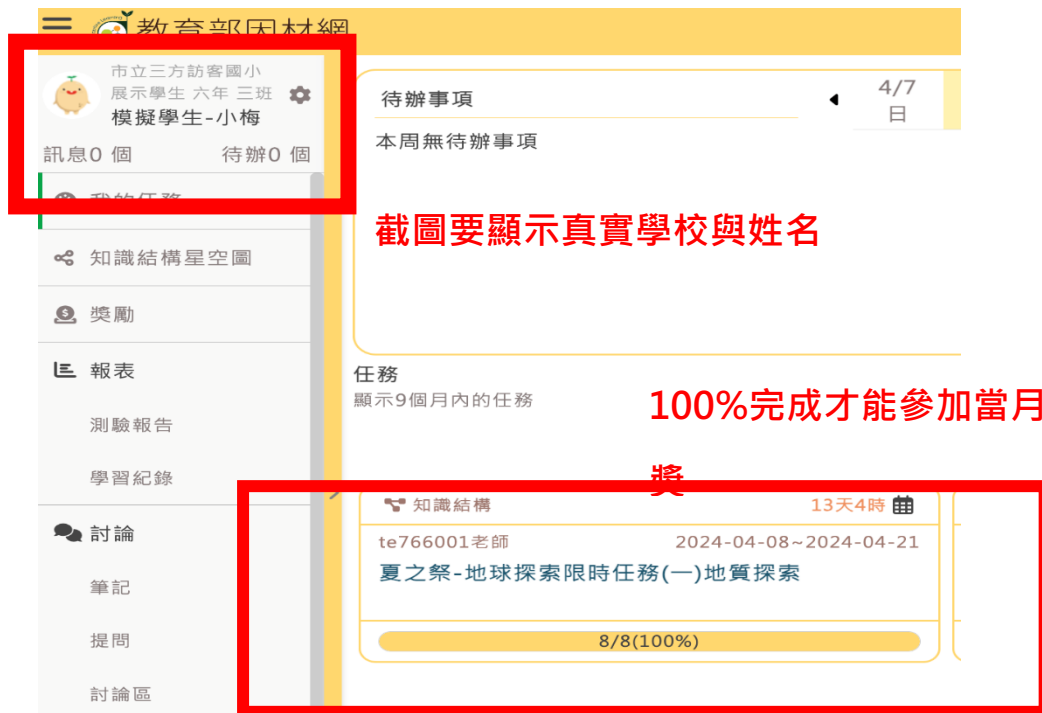 教育部因材網
市立三方訪客國小
展示學生 六年 三班
模擬學生-小梅
訊息0 個 待辦0 個
我的任務
知識結構星空圖
獎勵
報表
測驗報告
學習紀錄
討論
筆記
提問
討論區
待辦事項
4/7
日
本周無待辦事項
截圖要顯示真實學校與姓名
任務
顯示9個月內的任務
100%完成才能參加當月
獎
知識結構 13天4時
te766001老師 2024-04-08~2024-04-21
夏之祭-地球探索限時任務(一)地質探索
8/8(100%)